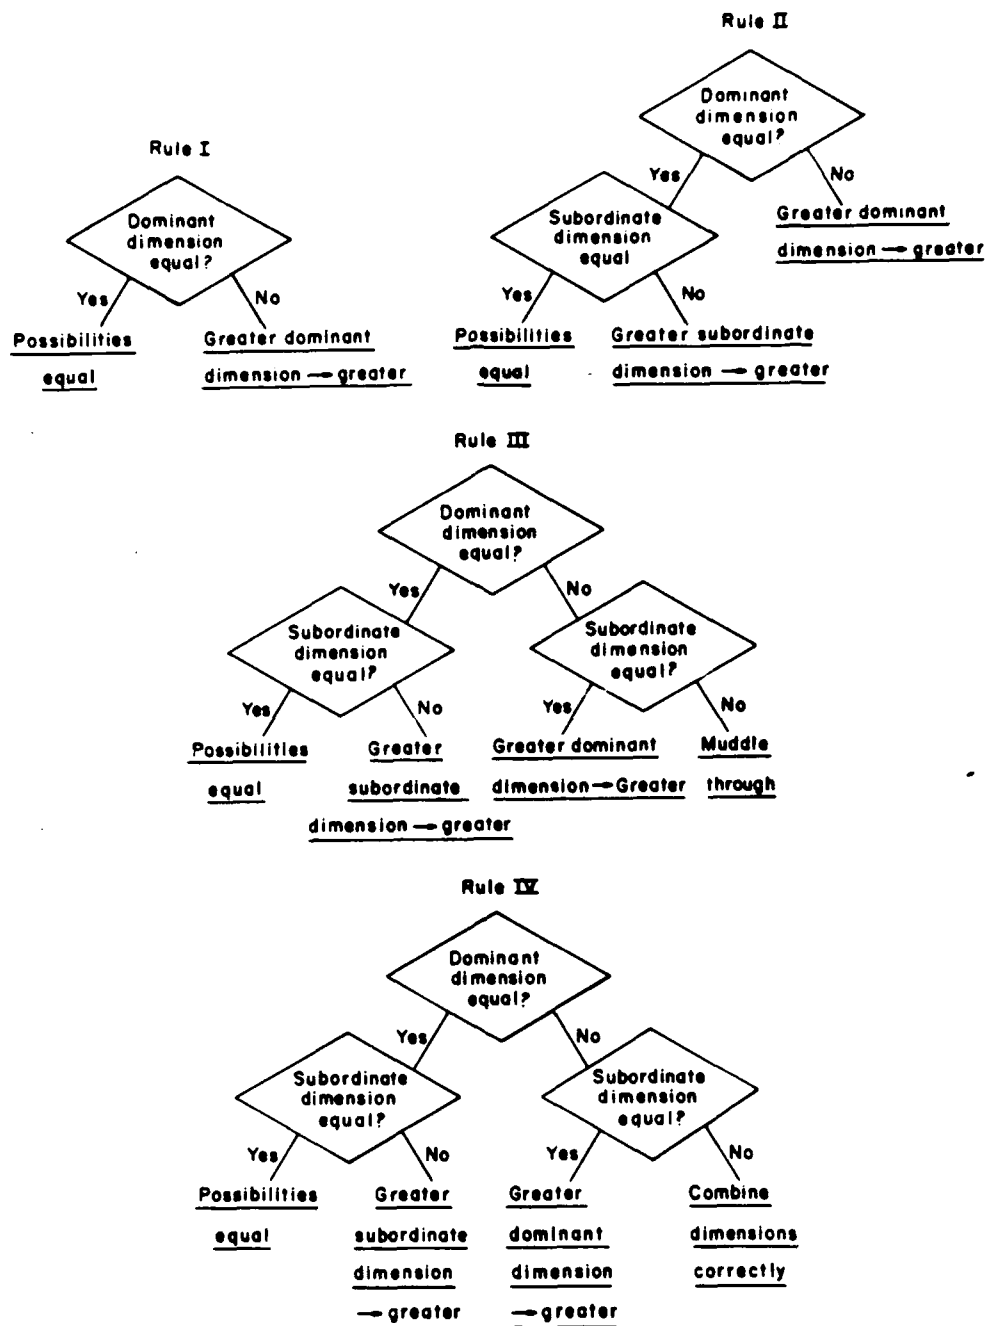 Rule I
Dominant
dimension
equal?
Yes
No
Possibilities
equal
Greater dominant
dimension → greater
Rule II
Dominant
dimension
equal?
Yes
No
Subordinate
dimension
equal
Greater dominant
dimension → greater
Yes
No
Possibilities
equal
Greater subordinate
dimension → greater
Rule III
Dominant
dimension
equal?
Yes
No
Subordinate
dimension
equal?
Subordinate
dimension
equal?
Yes
No
Yes
No
Possibilities
equal
Greater
subordinate
dimension → greater
Greater dominant
dimension → Greater
Muddle
through
Rule IV
Dominant
dimension
equal?
Yes
No
Subordinate
dimension
equal?
Subordinate
dimension
equal?
Yes
No
Yes
No
Possibilities
equal
Greater
subordinate
dimension
→ greater
Greater
dominant
dimension
→ greater
Combine
dimensions
correctly